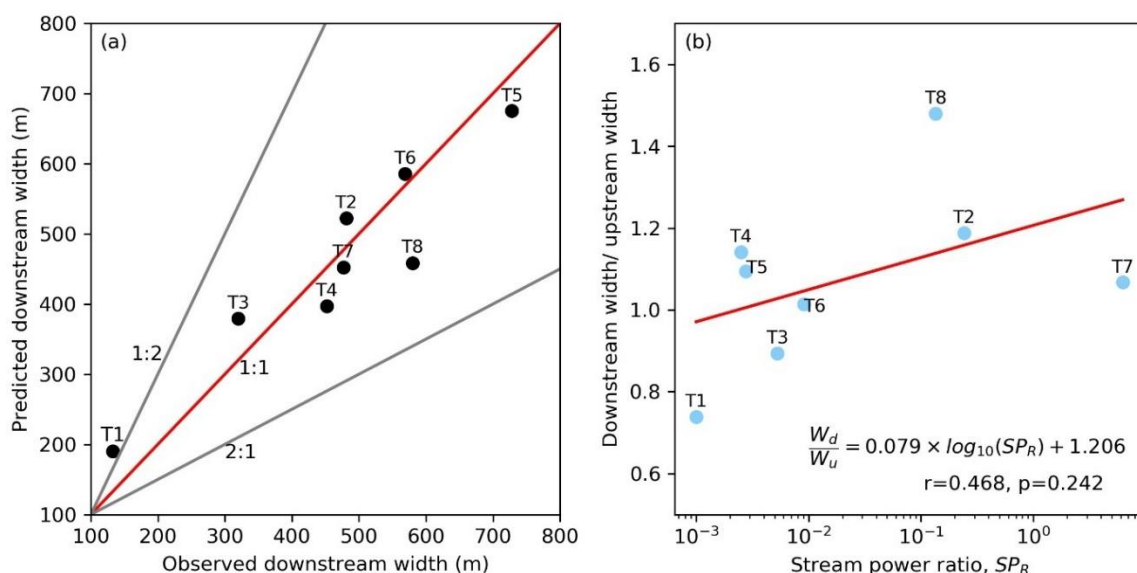 (a)
800
700
600
500
400
300
200
100
Predicted downstream width (m)
T5
T6
T2
T7
T8
T3
T4
T1
1:2
1:1
2:1
100 200 300 400 500 600 700 800
Observed downstream width (m)
(b)
1.6
1.4
1.2
1.0
0.8
0.6
Downstream width/ upstream width
T8
T2
T4
T5
T7
T6
T3
T1
W_d/W_u = 0.079 × log₁₀(SP_R) + 1.206
r=0.468, p=0.242
10⁻³ 10⁻² 10⁻¹ 10⁰
Stream power ratio, SP_R